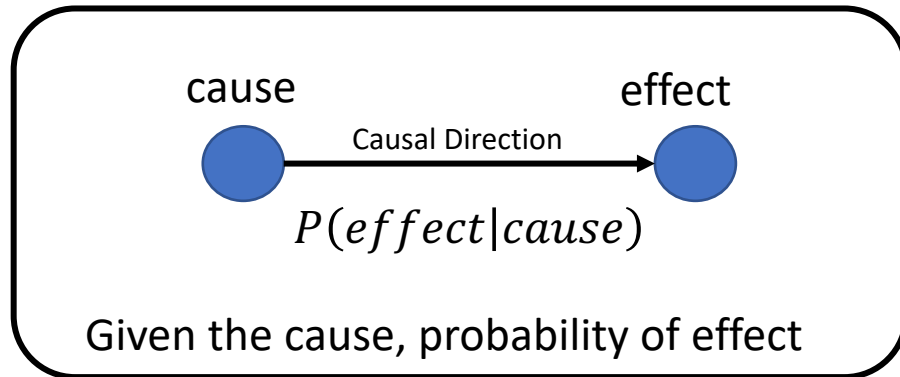 cause effect
Causal Direction
P(effect|cause)
Given the cause, probability of effect